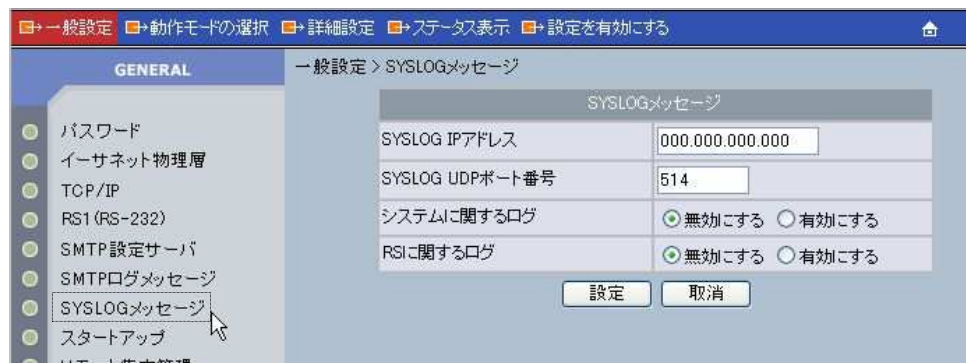 一般設定 動作モードの選択 詳細設定 ステータス表示 設定を有効にする
GENERAL
一般設定 > SYSLOGメッセージ
パスワード
イーサネット物理層
TCP/IP
RS1(RS-232)
SMTP設定サーバ
SMTPログメッセージ
SYSLOGメッセージ
スタートアップ
SYSLOGメッセージ
SYSLOG IPアドレス 000.000.000.000
SYSLOG UDPポート番号 514
システムに関するログ 無効にする 有効にする
RSIに関するログ 無効にする 有効にする
設定 取消